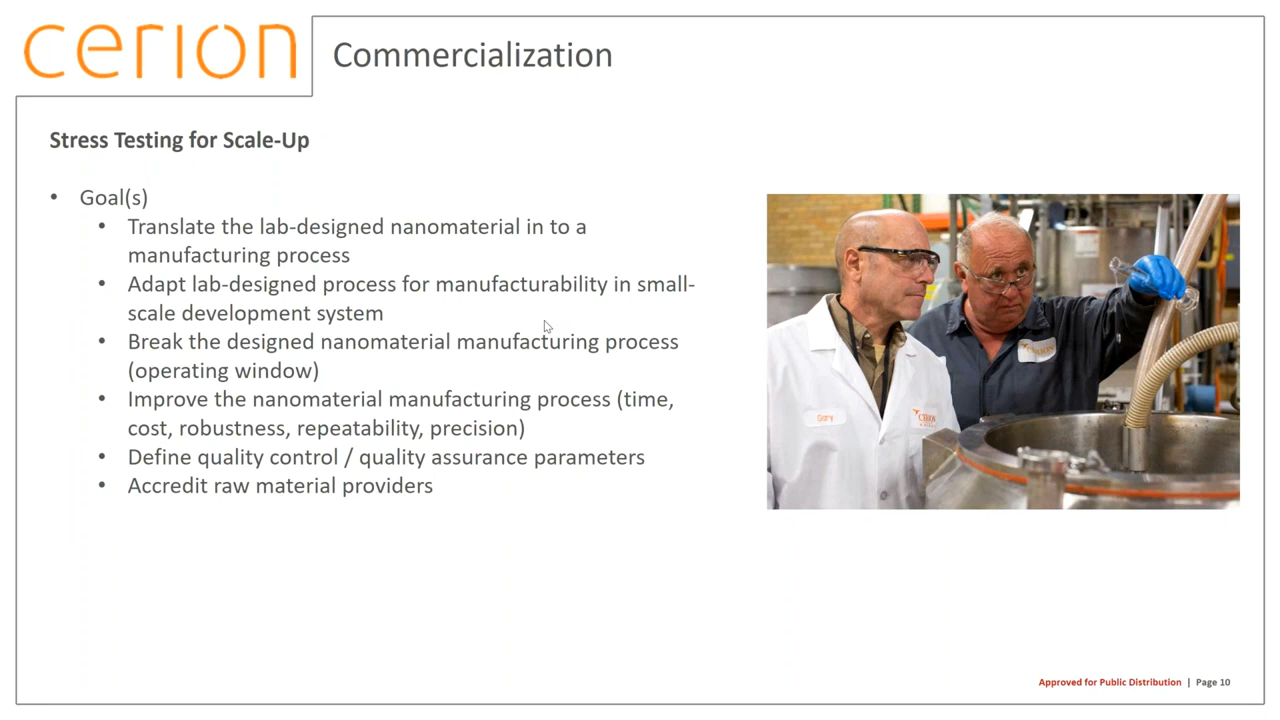 cerion
Commercialization
Stress Testing for Scale-Up
• Goal(s)
• Translate the lab-designed nanomaterial in to a
manufacturing process
• Adapt lab-designed process for manufacturability in small-
scale development system
• Break the designed nanomaterial manufacturing process
(operating window)
• Improve the nanomaterial manufacturing process (time,
cost, robustness, repeatability, precision)
• Define quality control / quality assurance parameters
• Accredit raw material providers
Gary
CERION
Approved for Public Distribution | Page 10